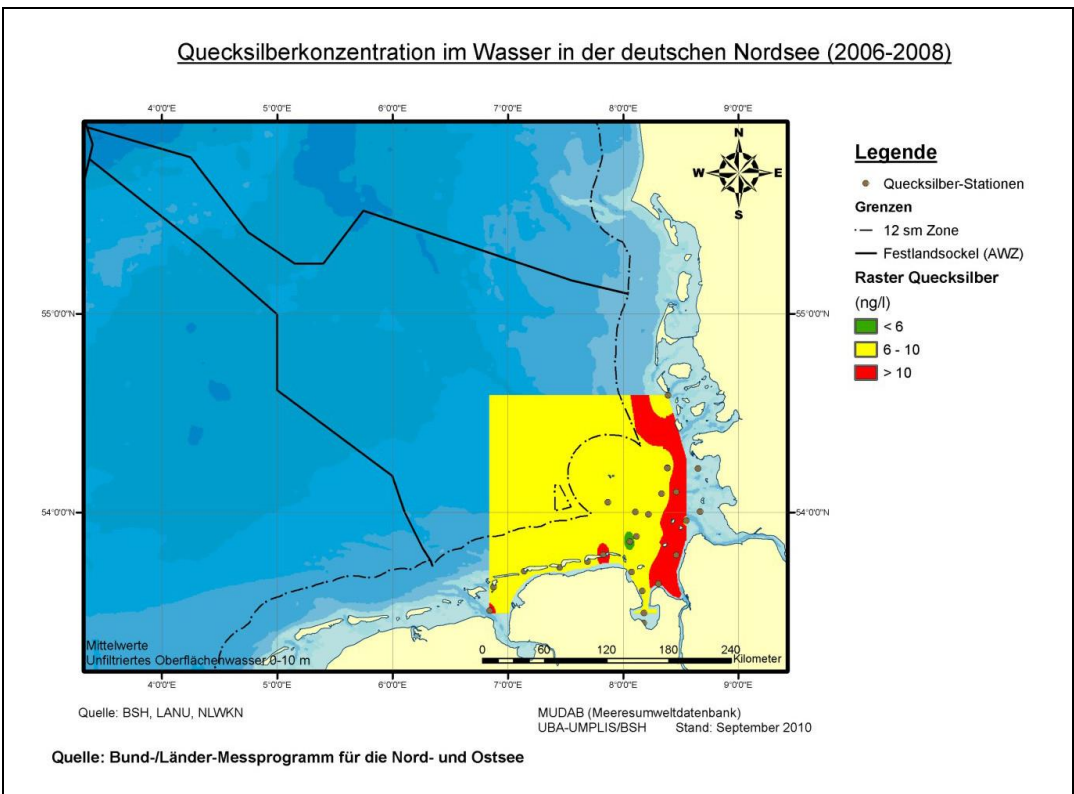 Quecksilberkonzentration im Wasser in der deutschen Nordsee (2006-2008)
4°0'0"E 5°0'0"E 6°0'0"E 7°0'0"E 8°0'0"E 9°0'0"E
N
W E
S
55°0'0"N 55°0'0"N
54°0'0"N 54°0'0"N
Legende
Quecksilber-Stationen
Grenzen
12 sm Zone
Festlandsockel (AWZ)
Raster Quecksilber
(ng/l)
< 6
6 - 10
> 10
Mittelwerte
Unfiltriertes Oberflächenwasser 0-10 m
0 60 120 180 240
Kilometer
4°0'0"E 5°0'0"E 6°0'0"E 7°0'0"E 8°0'0"E 9°0'0"E
Quelle: BSH, LANU, NLWKN
MUDAB (Meeresumweltdatenbank)
UBA-UMPLIS/BSH Stand: September 2010
Quelle: Bund-/Länder-Messprogramm für die Nord- und Ostsee